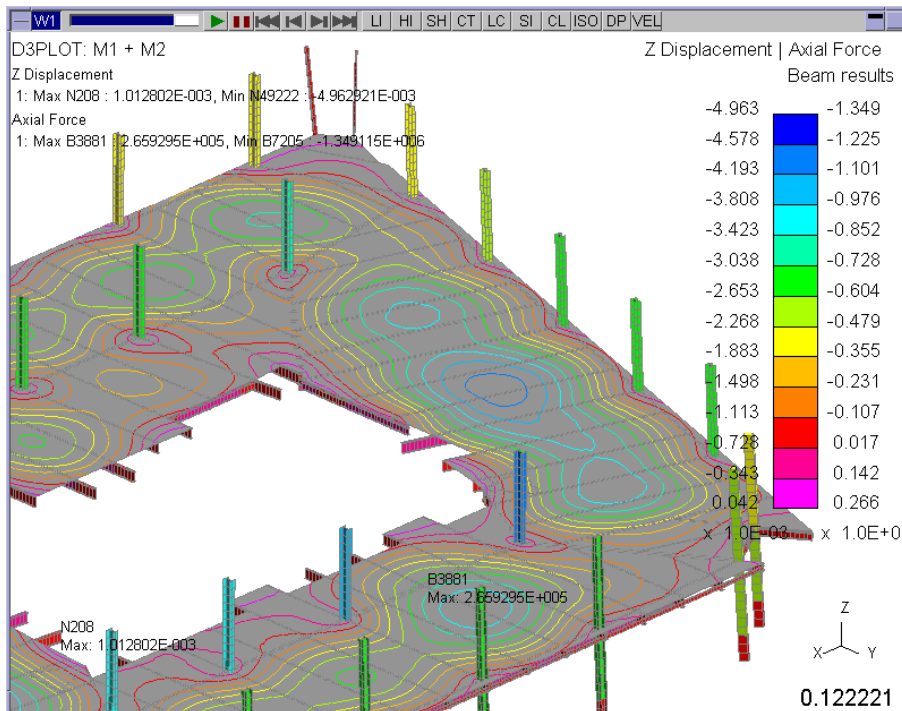 W1 LI HI SH CT LC SI CL ISO DP VEL
D3PLOT: M1 + M2
Z Displacement
1: Max N208 : 1.012802E-003, Min N49222 : -4.962921E-003
Axial Force
1: Max B3881 : 2.659295E+005, Min B7205 : -1.349115E+006
Z Displacement | Axial Force
Beam results
-4.963 -1.349
-4.578 -1.225
-4.193 -1.101
-3.808 -0.976
-3.423 -0.852
-3.038 -0.728
-2.653 -0.604
-2.268 -0.479
-1.883 -0.355
-1.498 -0.231
-1.113 -0.107
-0.728 0.017
-0.343 0.142
0.042 0.266
x 1.0E-03 x 1.0E+0
B3881
Max: 2.659295E+005
N208
Max: 1.012802E-003
Z
X Y
0.122221